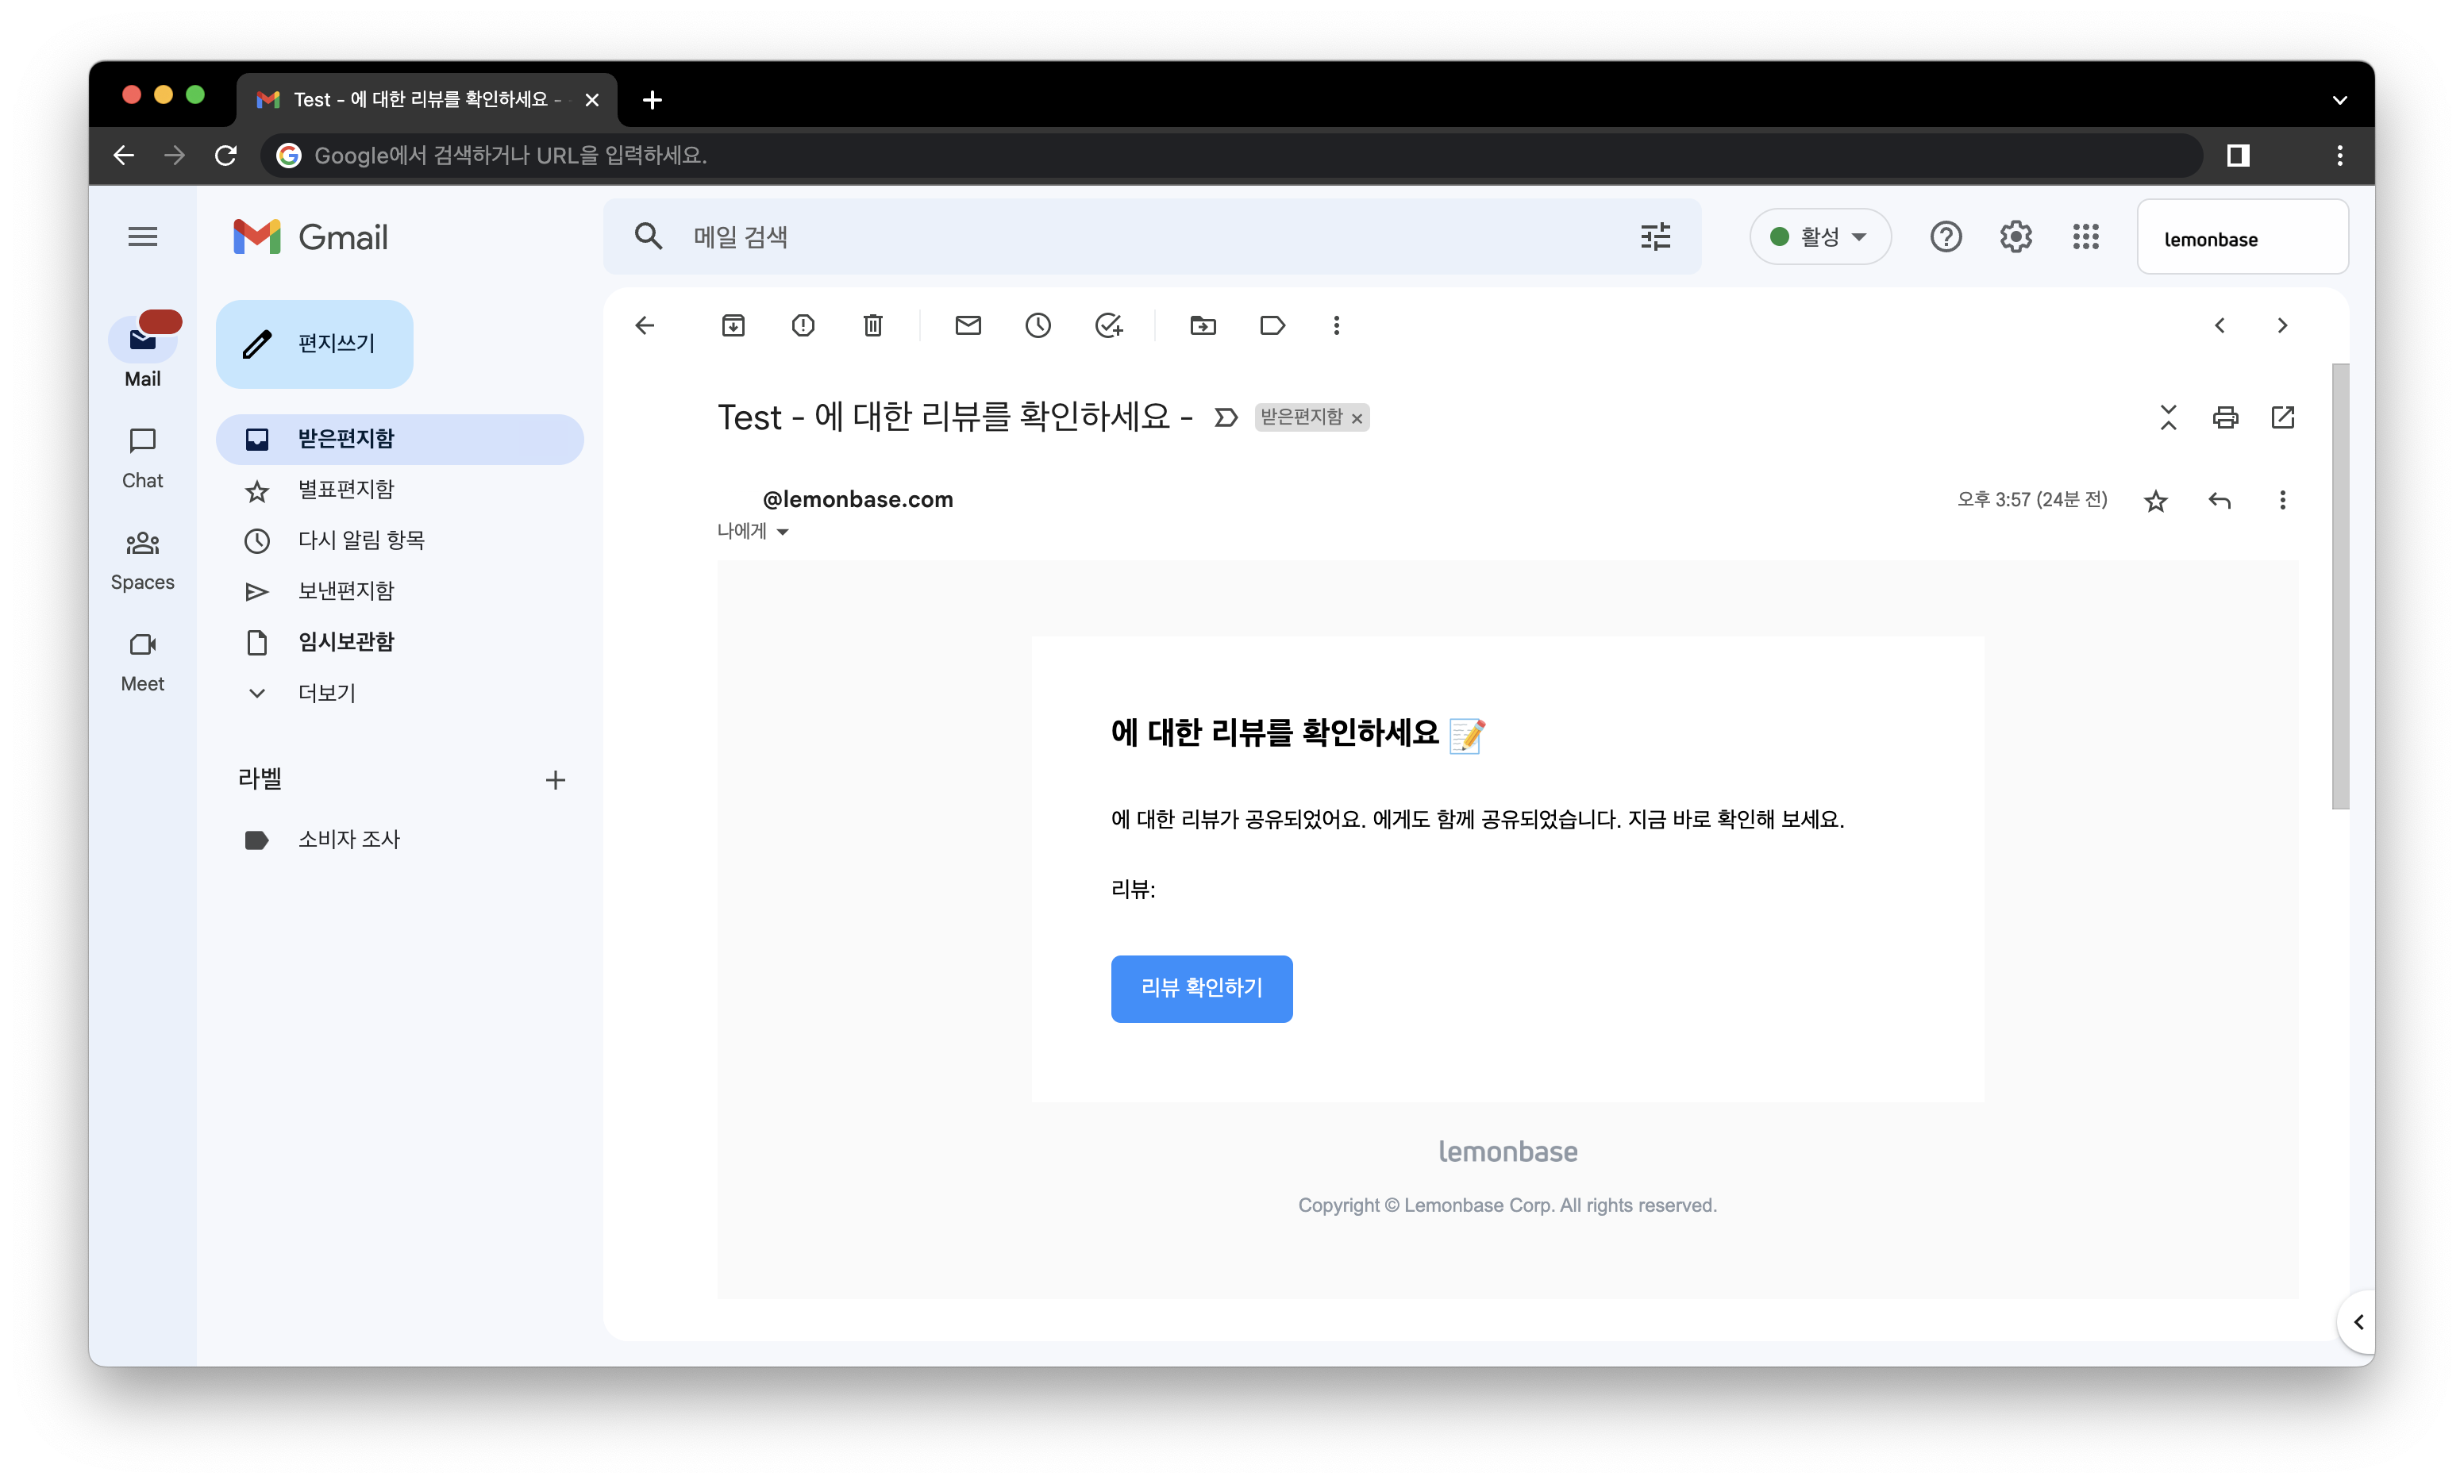 Test - 에 대한 리뷰를 확인하세요 -
Google에서 검색하거나 URL을 입력하세요.
Gmail
메일 검색
활성
lemonbase
Mail
Chat
Spaces
Meet
편지쓰기
받은편지함
별표편지함
다시 알림 항목
보낸편지함
임시보관함
더보기
라벨
소비자 조사
Test - 에 대한 리뷰를 확인하세요 -
받은편지함
@lemonbase.com
오후 3:57 (24분 전)
나에게
에 대한 리뷰를 확인하세요 📝
에 대한 리뷰가 공유되었어요. 에게도 함께 공유되었습니다. 지금 바로 확인해 보세요.
리뷰:
리뷰 확인하기
lemonbase
Copyright © Lemonbase Corp. All rights reserved.